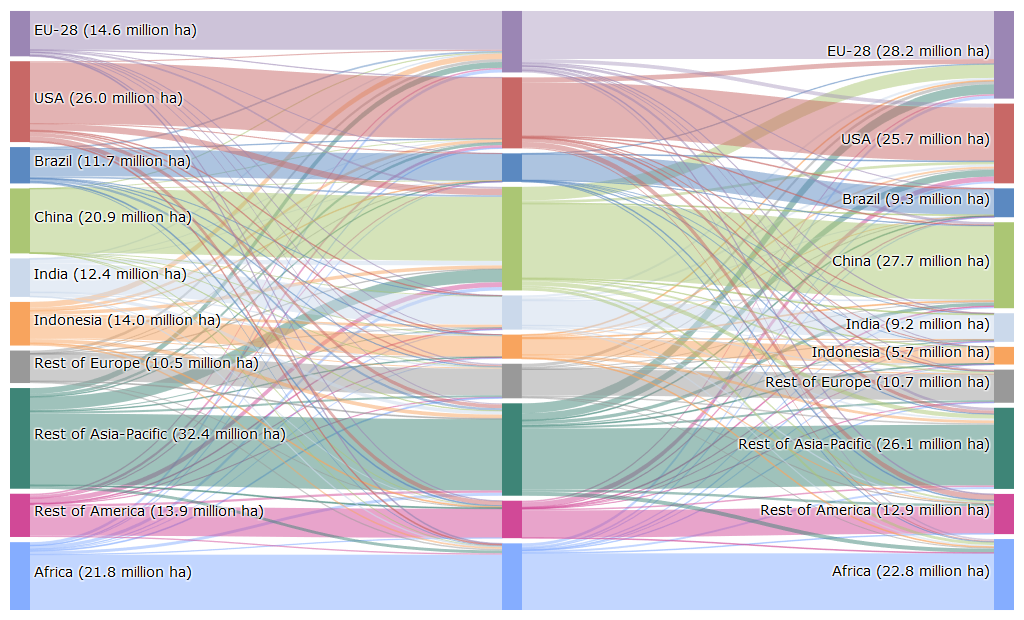 EU-28 (14.6 million ha)
USA (26.0 million ha)
Brazil (11.7 million ha)
China (20.9 million ha)
India (12.4 million ha)
Indonesia (14.0 million ha)
Rest of Europe (10.5 million ha)
Rest of Asia-Pacific (32.4 million ha)
Rest of America (13.9 million ha)
Africa (21.8 million ha)
EU-28 (28.2 million ha)
USA (25.7 million ha)
Brazil (9.3 million ha)
China (27.7 million ha)
India (9.2 million ha)
Indonesia (5.7 million ha)
Rest of Europe (10.7 million ha)
Rest of Asia-Pacific (26.1 million ha)
Rest of America (12.9 million ha)
Africa (22.8 million ha)